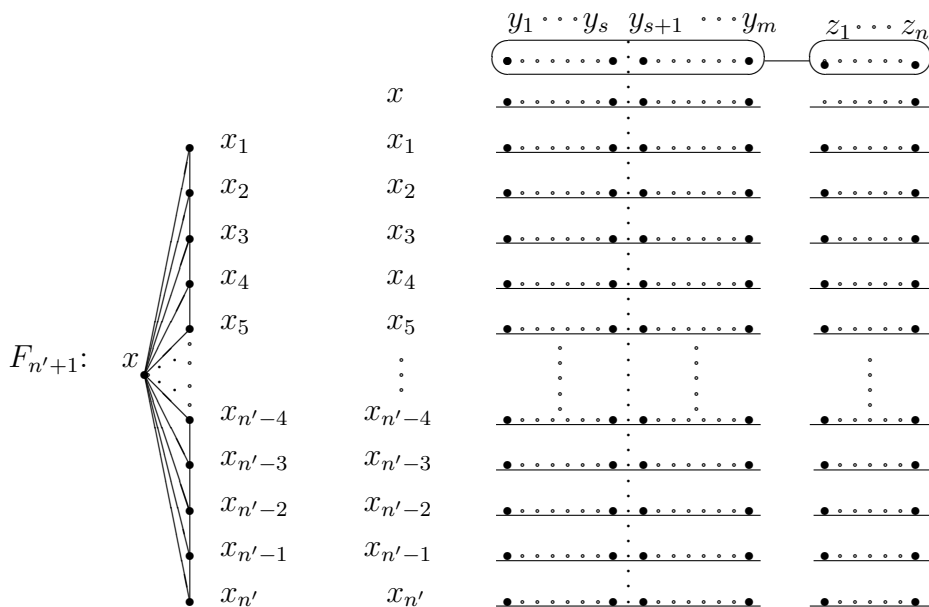 y₁ ⋯ yₛ yₛ₊₁ ⋯ yₘ z₁ ⋯ zₙ
x
x₁ x₁
x₂ x₂
x₃ x₃
x₄ x₄
x₅ x₅
Fₙ′₊₁: x
xₙ′₋₄ xₙ′₋₄
xₙ′₋₃ xₙ′₋₃
xₙ′₋₂ xₙ′₋₂
xₙ′₋₁ xₙ′₋₁
xₙ′ xₙ′